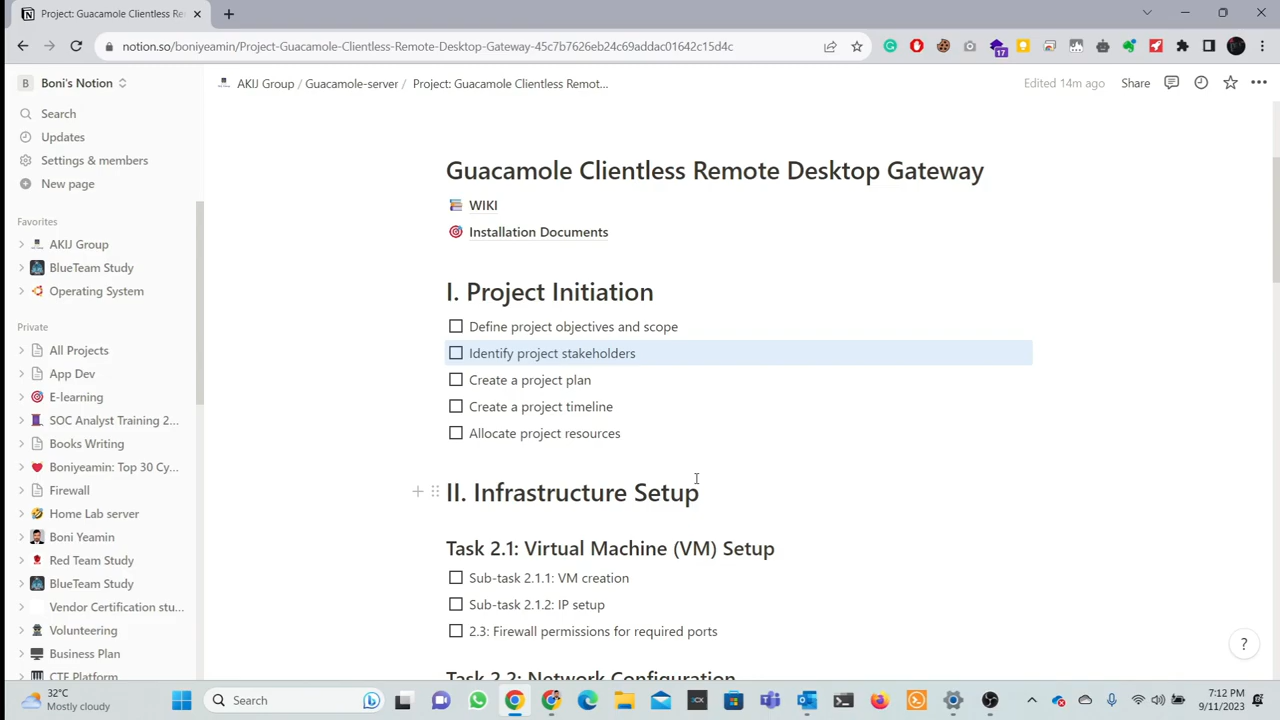 Project: Guacamole Clientless Re
notion.so/boniyeamin/Project-Guacamole-Clientless-Remote-Desktop-Gateway-45c7b7626eb24c69addac01642c15d4c
17
B Boni's Notion
AKIJ Group / Guacamole-server / Project: Guacamole Clientless Remot...
Edited 14m ago
Share
Search
Updates
Settings & members
New page
Favorites
AKIJ Group
BlueTeam Study
Operating System
Private
All Projects
App Dev
E-learning
SOC Analyst Training 2...
Books Writing
Boniyeamin: Top 30 Cy...
Firewall
Home Lab server
Boni Yeamin
Red Team Study
BlueTeam Study
Vendor Certification stu...
Volunteering
Business Plan
CTF Platform
Guacamole Clientless Remote Desktop Gateway
WIKI
Installation Documents
I. Project Initiation
Define project objectives and scope
Identify project stakeholders
Create a project plan
Create a project timeline
Allocate project resources
II. Infrastructure Setup
Task 2.1: Virtual Machine (VM) Setup
Sub-task 2.1.1: VM creation
Sub-task 2.1.2: IP setup
2.3: Firewall permissions for required ports
Task 2.2: Network Configuration
?
32°C
Mostly cloudy
Search
7:12 PM
9/11/2023